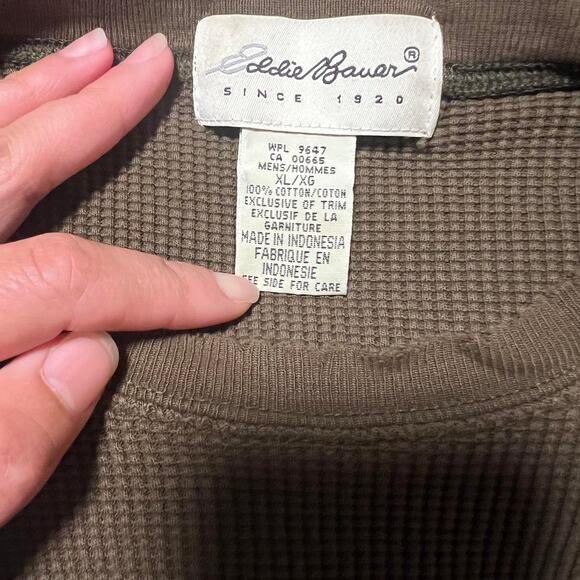 Eddie Bauer®
SINCE 1920
WPL 9647
CA 00665
MENS/HOMMES
XL/XG
100% COTTON/COTON
EXCLUSIVE OF TRIM
EXCLUSIF DE LA
GARNITURE
MADE IN INDONESIA
FABRIQUE EN
INDONESIE
SEE SIDE FOR CARE